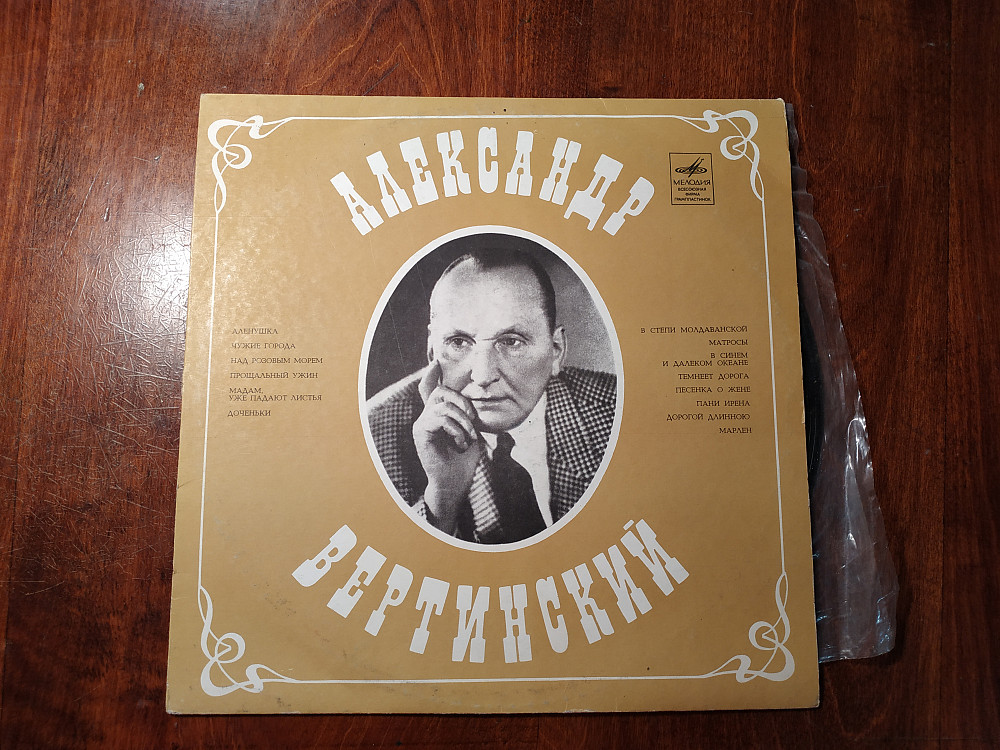 АЛЕКСАНДР
МЕЛОДИЯ
ВСЕСОЮЗНАЯ
ФИРМА
ГРАМПЛАСТИНОК
АЛЕНУШКА
ЧУЖИЕ ГОРОДА
НАД РОЗОВЫМ МОРЕМ
ПРОЩАЛЬНЫЙ УЖИН
МАДАМ,
УЖЕ ПАДАЮТ ЛИСТЬЯ
ДОЧЕНЬКИ
В СТЕПИ МОЛДАВАНСКОЙ
МАТРОСЫ
В СИНЕМ
И ДАЛЕКОМ ОКЕАНЕ
ТЕМНЕЕТ ДОРОГА
ПЕСЕНКА О ЖЕНЕ
ПАНИ ИРЕНА
ДОРОГОЙ ДЛИННОЮ
МАРЛЕН
ВЕРТИНСКИЙ